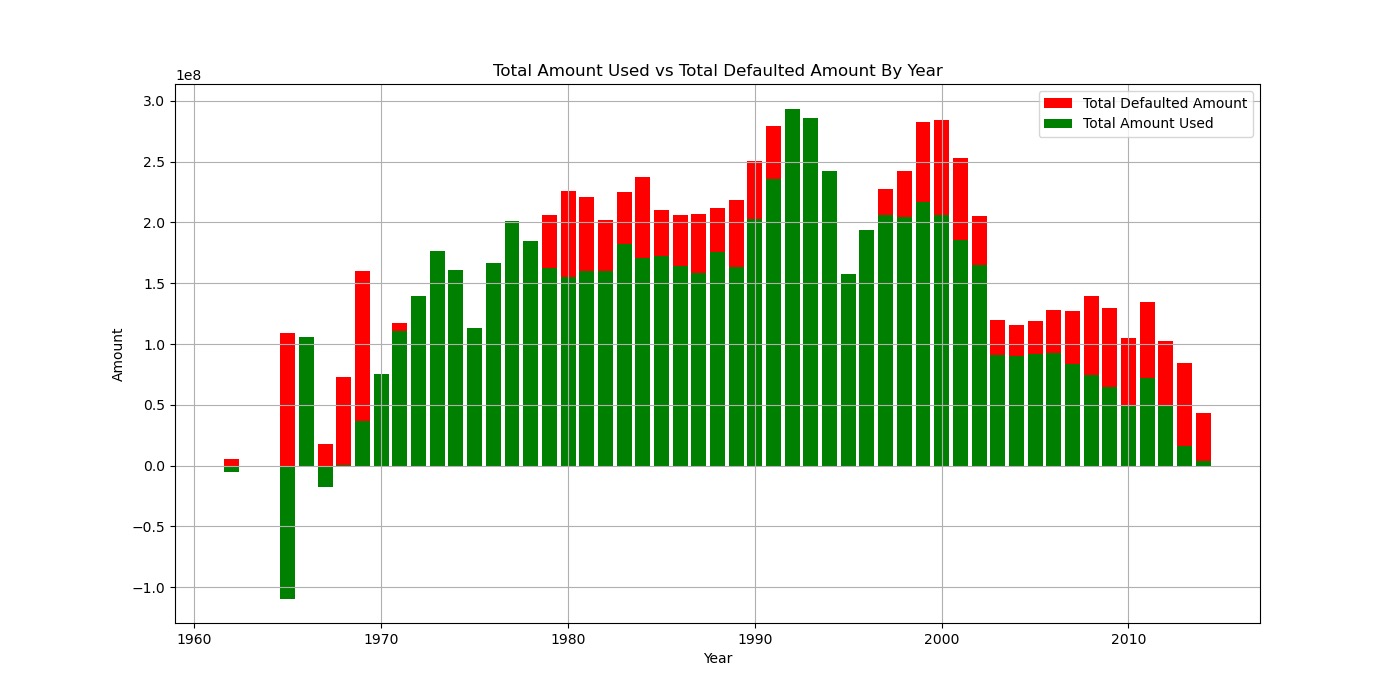 Total Amount Used vs Total Defaulted Amount By Year
1e8
3.0
2.5
2.0
1.5
1.0
0.5
0.0
−0.5
−1.0
Amount
Total Defaulted Amount
Total Amount Used
1960 1970 1980 1990 2000 2010
Year